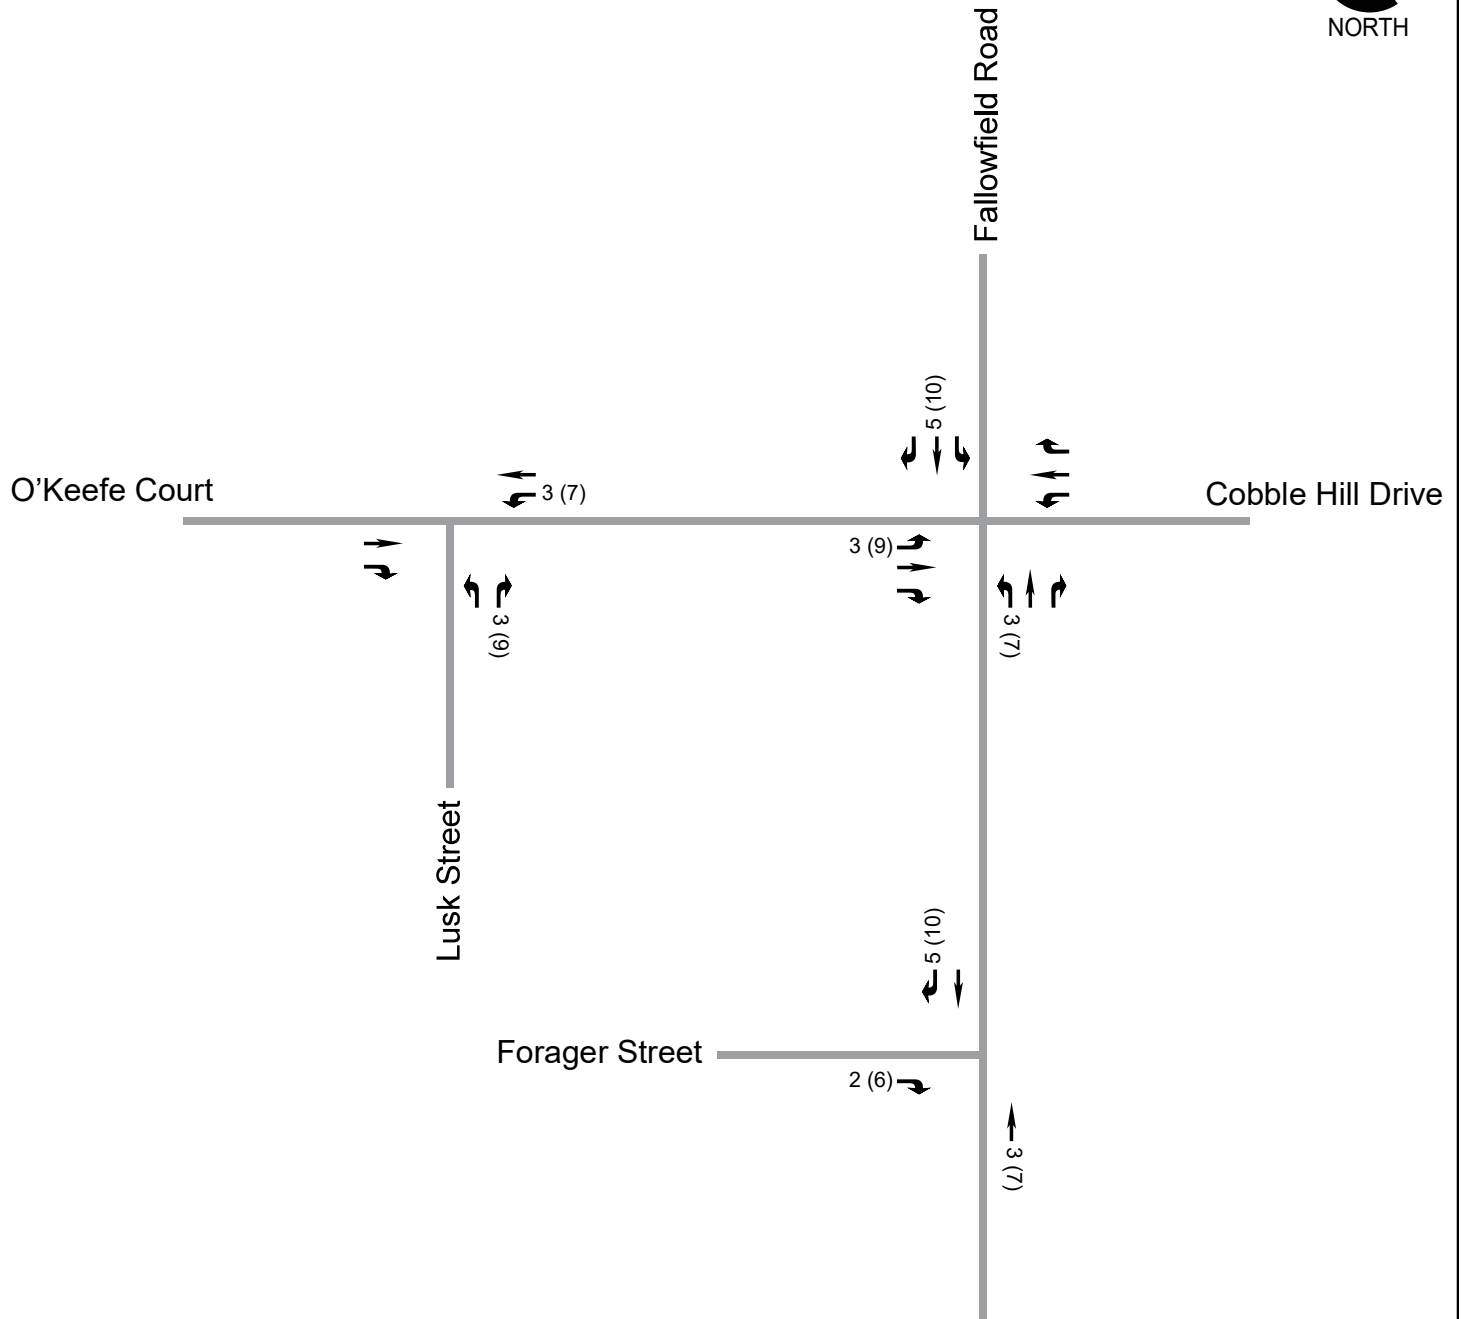 NORTH
Fallowfield Road
5 (10)
O’Keefe Court
3 (7)
Cobble Hill Drive
3 (9)
3 (9)
3 (7)
Lusk Street
5 (10)
Forager Street
2 (6)
3 (7)